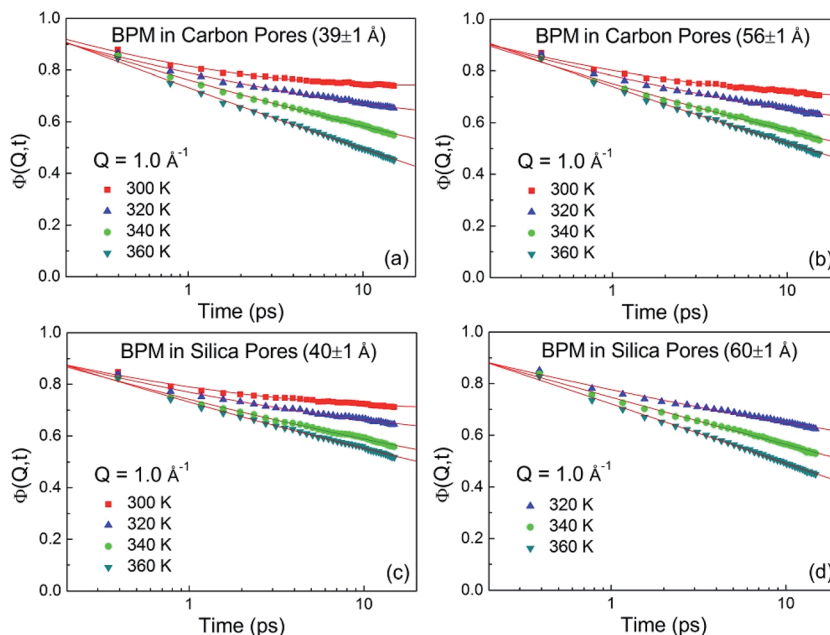 BPM in Carbon Pores (39±1 Å)
1.0
0.8
0.6
0.4
0.2
0.0
Φ(Q,t)
Q = 1.0 Å⁻¹
300 K
320 K
340 K
360 K
(a)
1
10
Time (ps)
BPM in Carbon Pores (56±1 Å)
1.0
0.8
0.6
0.4
0.2
0.0
Φ(Q,t)
Q = 1.0 Å⁻¹
300 K
320 K
340 K
360 K
(b)
1
10
Time (ps)
BPM in Silica Pores (40±1 Å)
1.0
0.8
0.6
0.4
0.2
0.0
Φ(Q,t)
Q = 1.0 Å⁻¹
300 K
320 K
340 K
360 K
(c)
1
10
Time (ps)
BPM in Silica Pores (60±1 Å)
1.0
0.8
0.6
0.4
0.2
0.0
Φ(Q,t)
Q = 1.0 Å⁻¹
320 K
340 K
360 K
(d)
1
10
Time (ps)